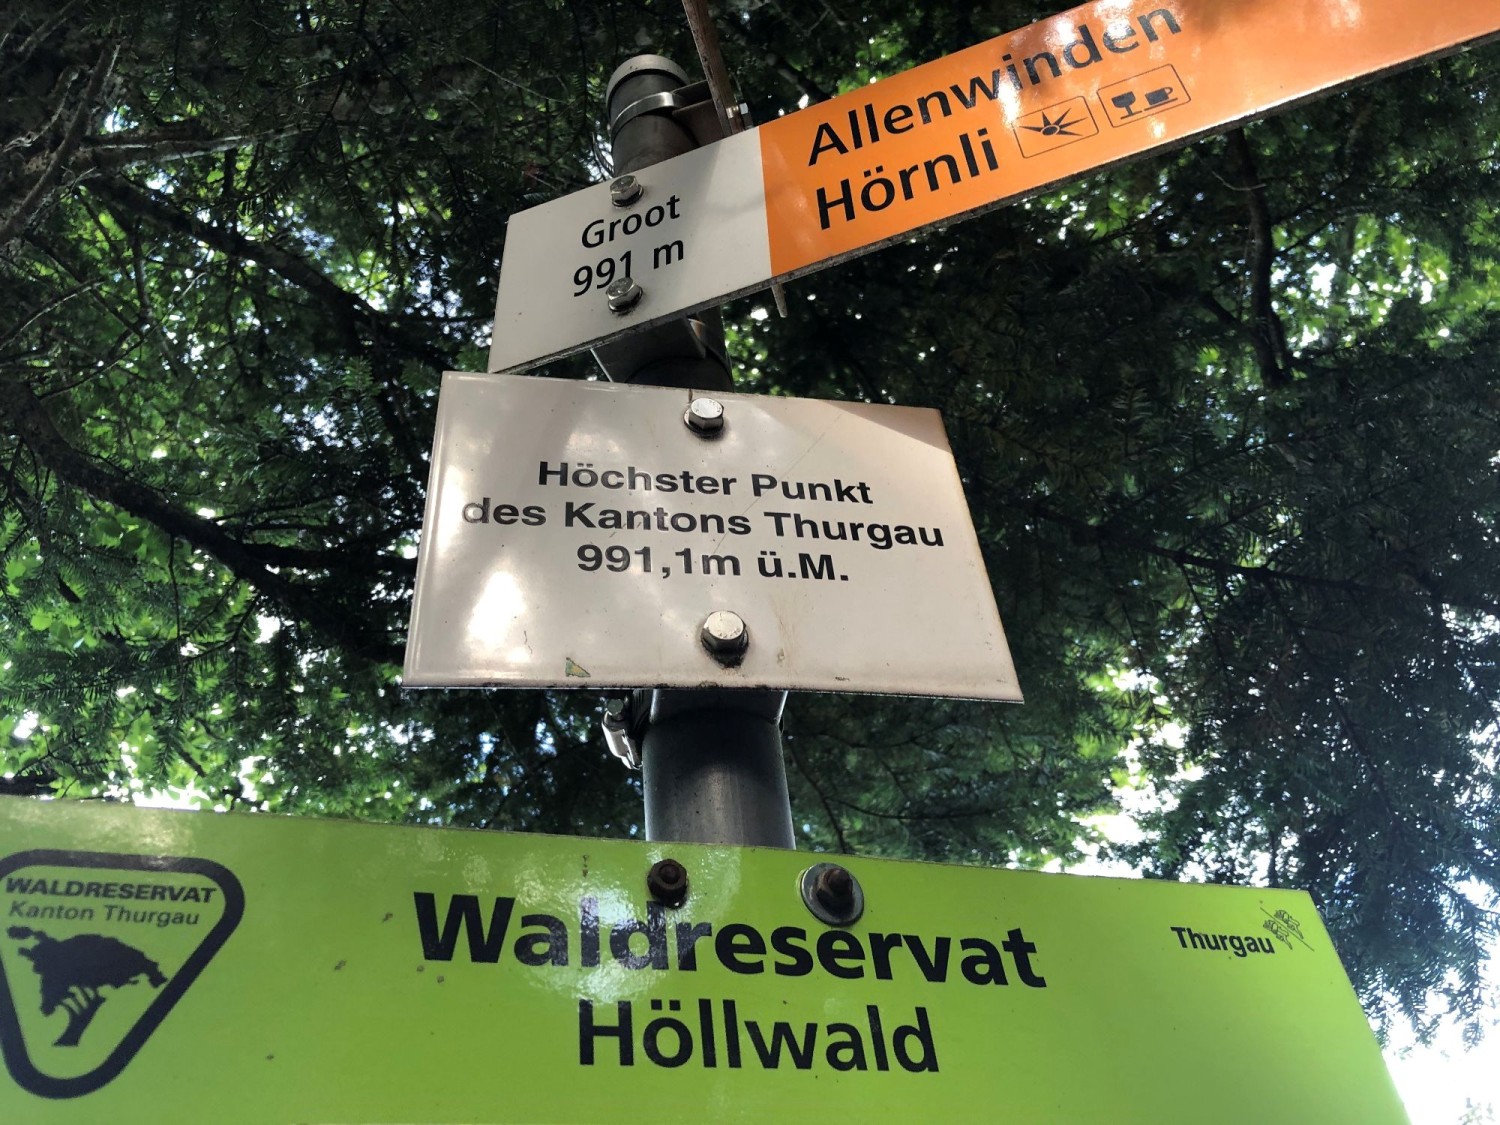 Allenwinden
Hörnli
Groot
991 m
Höchster Punkt
des Kantons Thurgau
991,1m ü.M.
WALDRESERVAT
Kanton Thurgau
Waldreservat
Höllwald
Thurgau